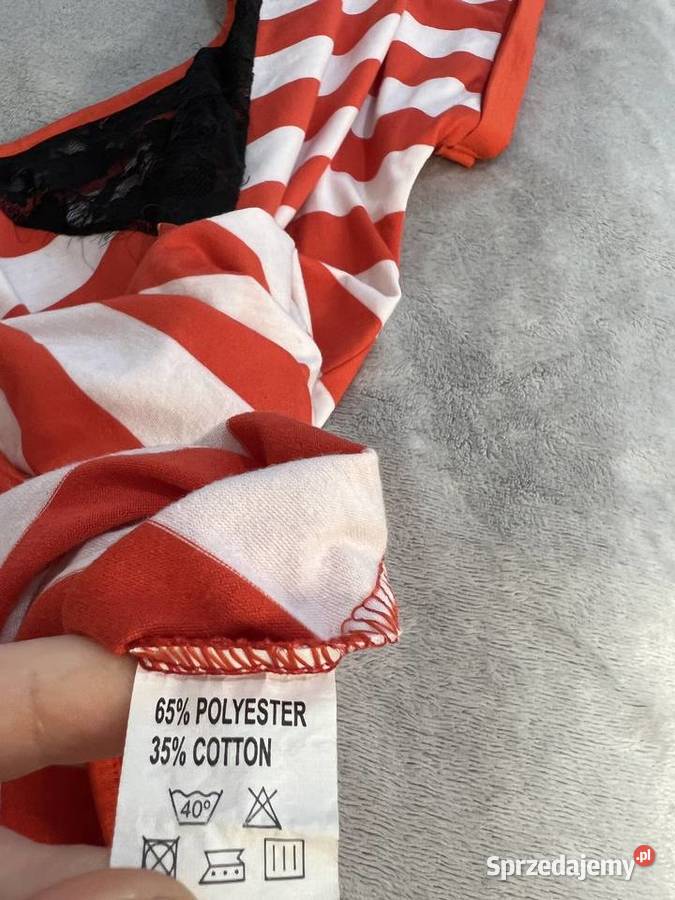 65% POLYESTER
35% COTTON
40°
Sprzedajemy.pl